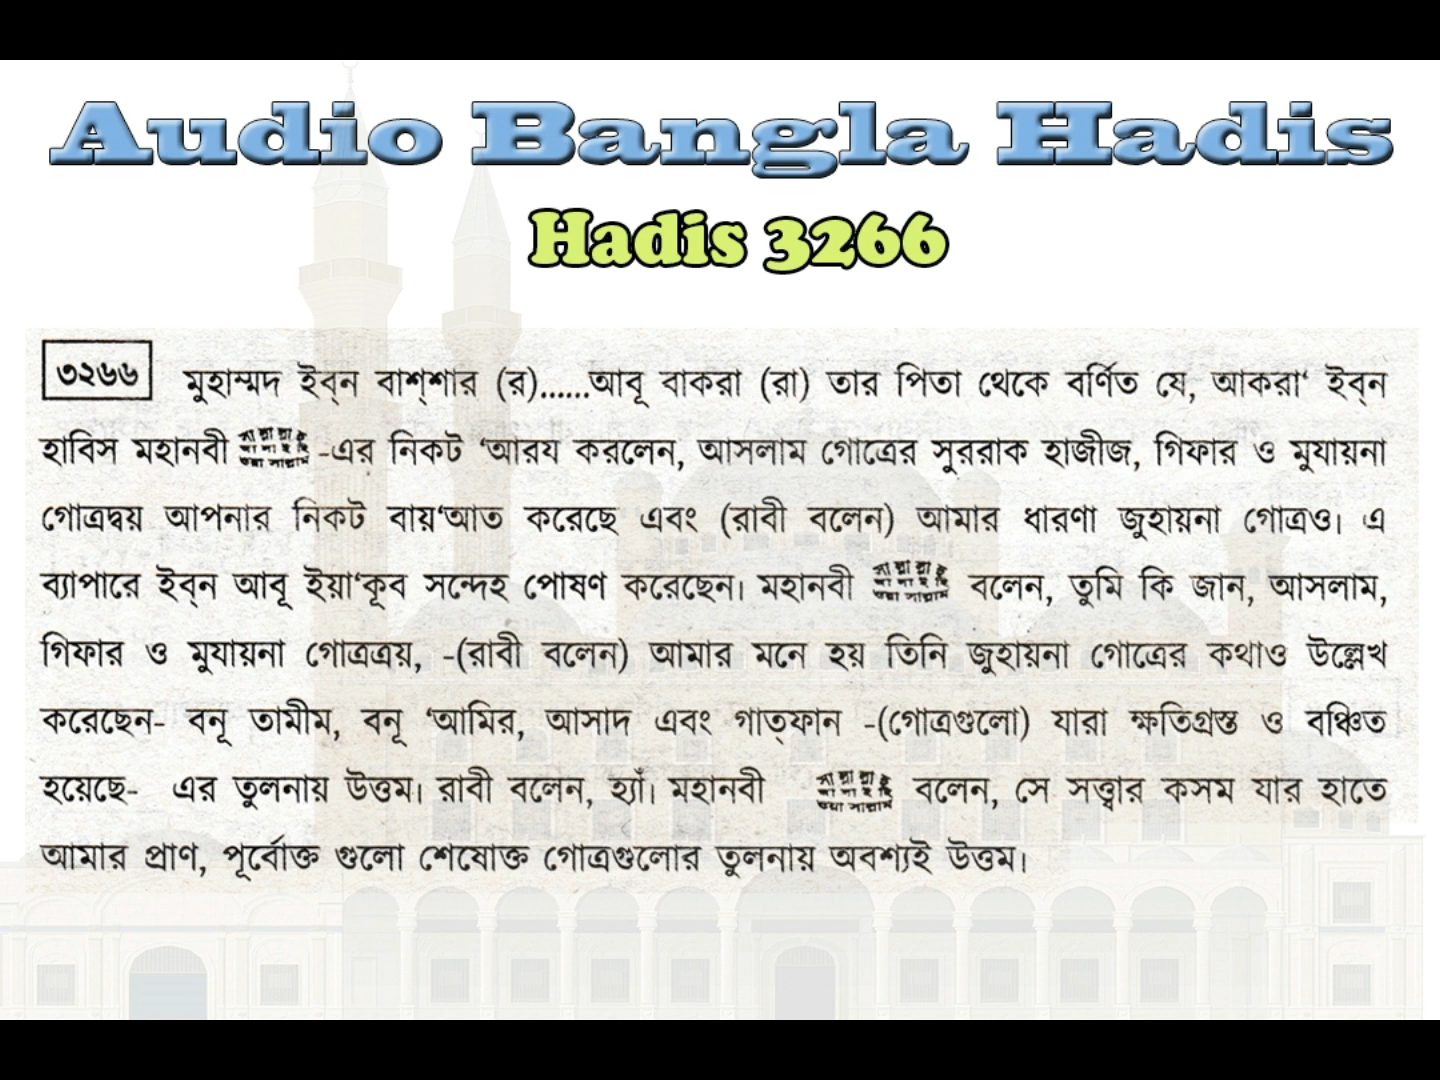 Audio Bangla Hadis
Hadis 3266
৩২৬৬ মুহাম্মদ ইব্‌ন বাশ্‌শার (র)......আবূ বাকরা (রা) তার পিতা থেকে বর্ণিত যে, আকরা‘ ইব্‌ন
হাবিস মহানবী -এর নিকট ‘আরয করলেন, আসলাম গোত্রের সুররাক হাজীজ, গিফার ও মুযায়না
গোত্রদ্বয় আপনার নিকট বায়‘আত করেছে এবং (রাবী বলেন) আমার ধারণা জুহায়না গোত্রও। এ
ব্যাপারে ইব্‌ন আবূ ইয়া‘কূব সন্দেহ পোষণ করেছেন। মহানবী বলেন, তুমি কি জান, আসলাম,
গিফার ও মুযায়না গোত্রত্রয়, -(রাবী বলেন) আমার মনে হয় তিনি জুহায়না গোত্রের কথাও উল্লেখ
করেছেন- বনূ তামীম, বনূ ‘আমির, আসাদ এবং গাত্‌ফান -(গোত্রগুলো) যারা ক্ষতিগ্রস্ত ও বঞ্চিত
হয়েছে- এর তুলনায় উত্তম। রাবী বলেন, হ্যাঁ। মহানবী বলেন, সে সত্ত্বার কসম যার হাতে
আমার প্রাণ, পূর্বোক্ত গুলো শেষোক্ত গোত্রগুলোর তুলনায় অবশ্যই উত্তম।